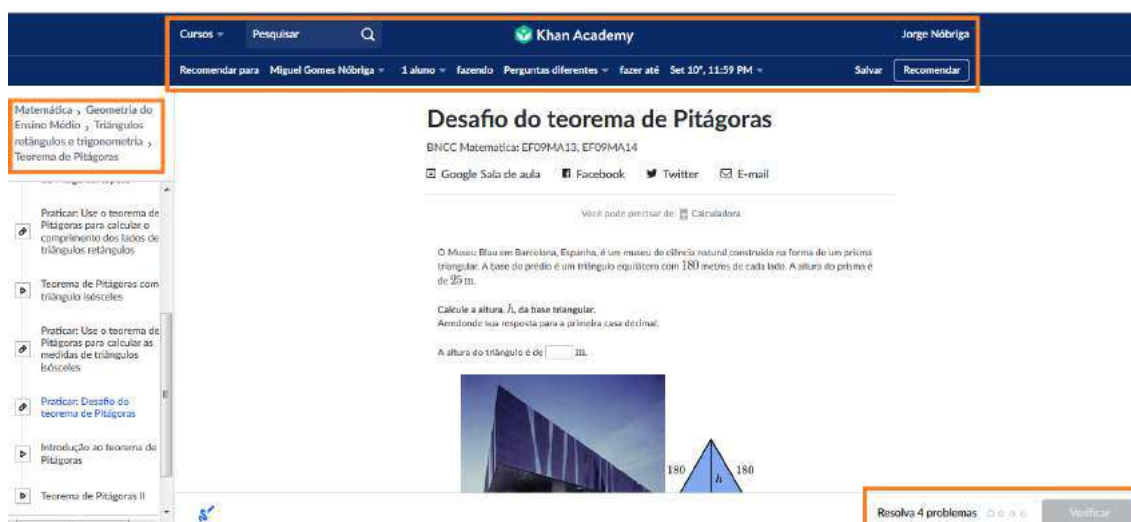 Cursos Pesquisar Khan Academy Jorge Nóbriga
Recomendar para Miguel Gomes Nóbriga 1 aluno fazendo Perguntas diferentes fazer até Set 10º, 11:59 PM Salvar Recomendar
Matemática > Geometria do
Ensino Médio > Triângulos
retângulos e trigonometria >
Teorema de Pitágoras
Praticar: Use o teorema de
Pitágoras para calcular o
comprimento dos lados de
triângulos retângulos
Teorema de Pitágoras com
triângulo isósceles
Praticar: Use o teorema de
Pitágoras para calcular as
medidas de triângulos
isósceles
Praticar: Desafio do
teorema de Pitágoras
Introdução ao teorema de
Pitágoras
Teorema de Pitágoras II
Desafio do teorema de Pitágoras
BNCC Matematica: EF09MA13, EF09MA14
Google Sala de aula Facebook Twitter E-mail
Você pode precisar de: Calculadora
O Museu Blau em Barcelona, Espanha, é um museu de ciência natural construído na forma de um prisma
triangular. A base do prédio é um triângulo equilátero com 180 metros de cada lado. A altura do prisma é
de 25 m.
Calcule a altura, h, da base triangular.
Arredonde sua resposta para a primeira casa decimal.
A altura do triângulo é de m.
180 h 180
Resolva 4 problemas Verificar